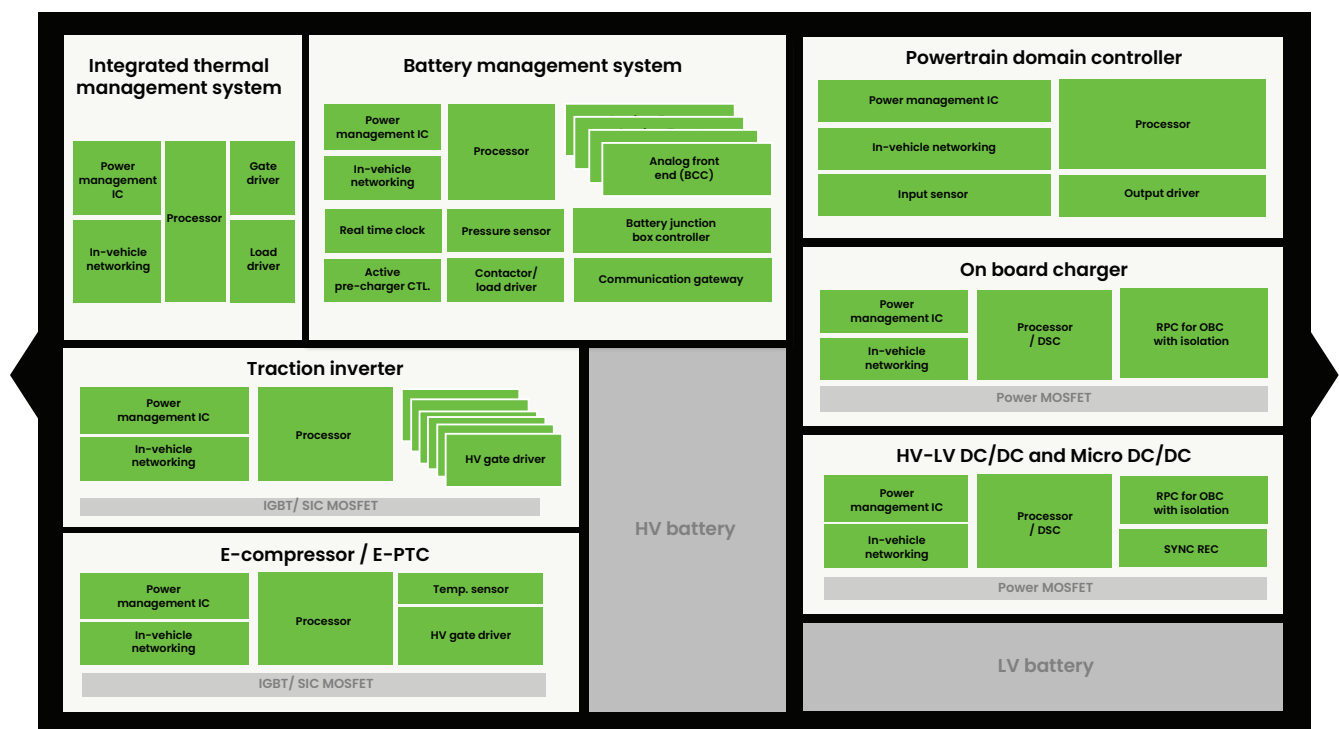 Integrated thermal
management system
Power
management
IC
In-vehicle
networking
Processor
Gate
driver
Load
driver
Battery management system
Power
management IC
In-vehicle
networking
Processor
Analog front
end (BCC)
Real time clock
Pressure sensor
Battery junction
box controller
Active
pre-charger CTL.
Contactor/
load driver
Communication gateway
Powertrain domain controller
Power management IC
In-vehicle networking
Input sensor
Processor
Output driver
On board charger
Power
management IC
In-vehicle
networking
Processor
/ DSC
RPC for OBC
with isolation
Power MOSFET
Traction inverter
Power
management IC
In-vehicle
networking
Processor
HV gate driver
IGBT/ SIC MOSFET
E-compressor / E-PTC
Power
management IC
In-vehicle
networking
Processor
Temp. sensor
HV gate driver
IGBT/ SIC MOSFET
HV battery
HV-LV DC/DC and Micro DC/DC
Power
management IC
In-vehicle
networking
Processor
/ DSC
RPC for OBC
with isolation
SYNC REC
Power MOSFET
LV battery